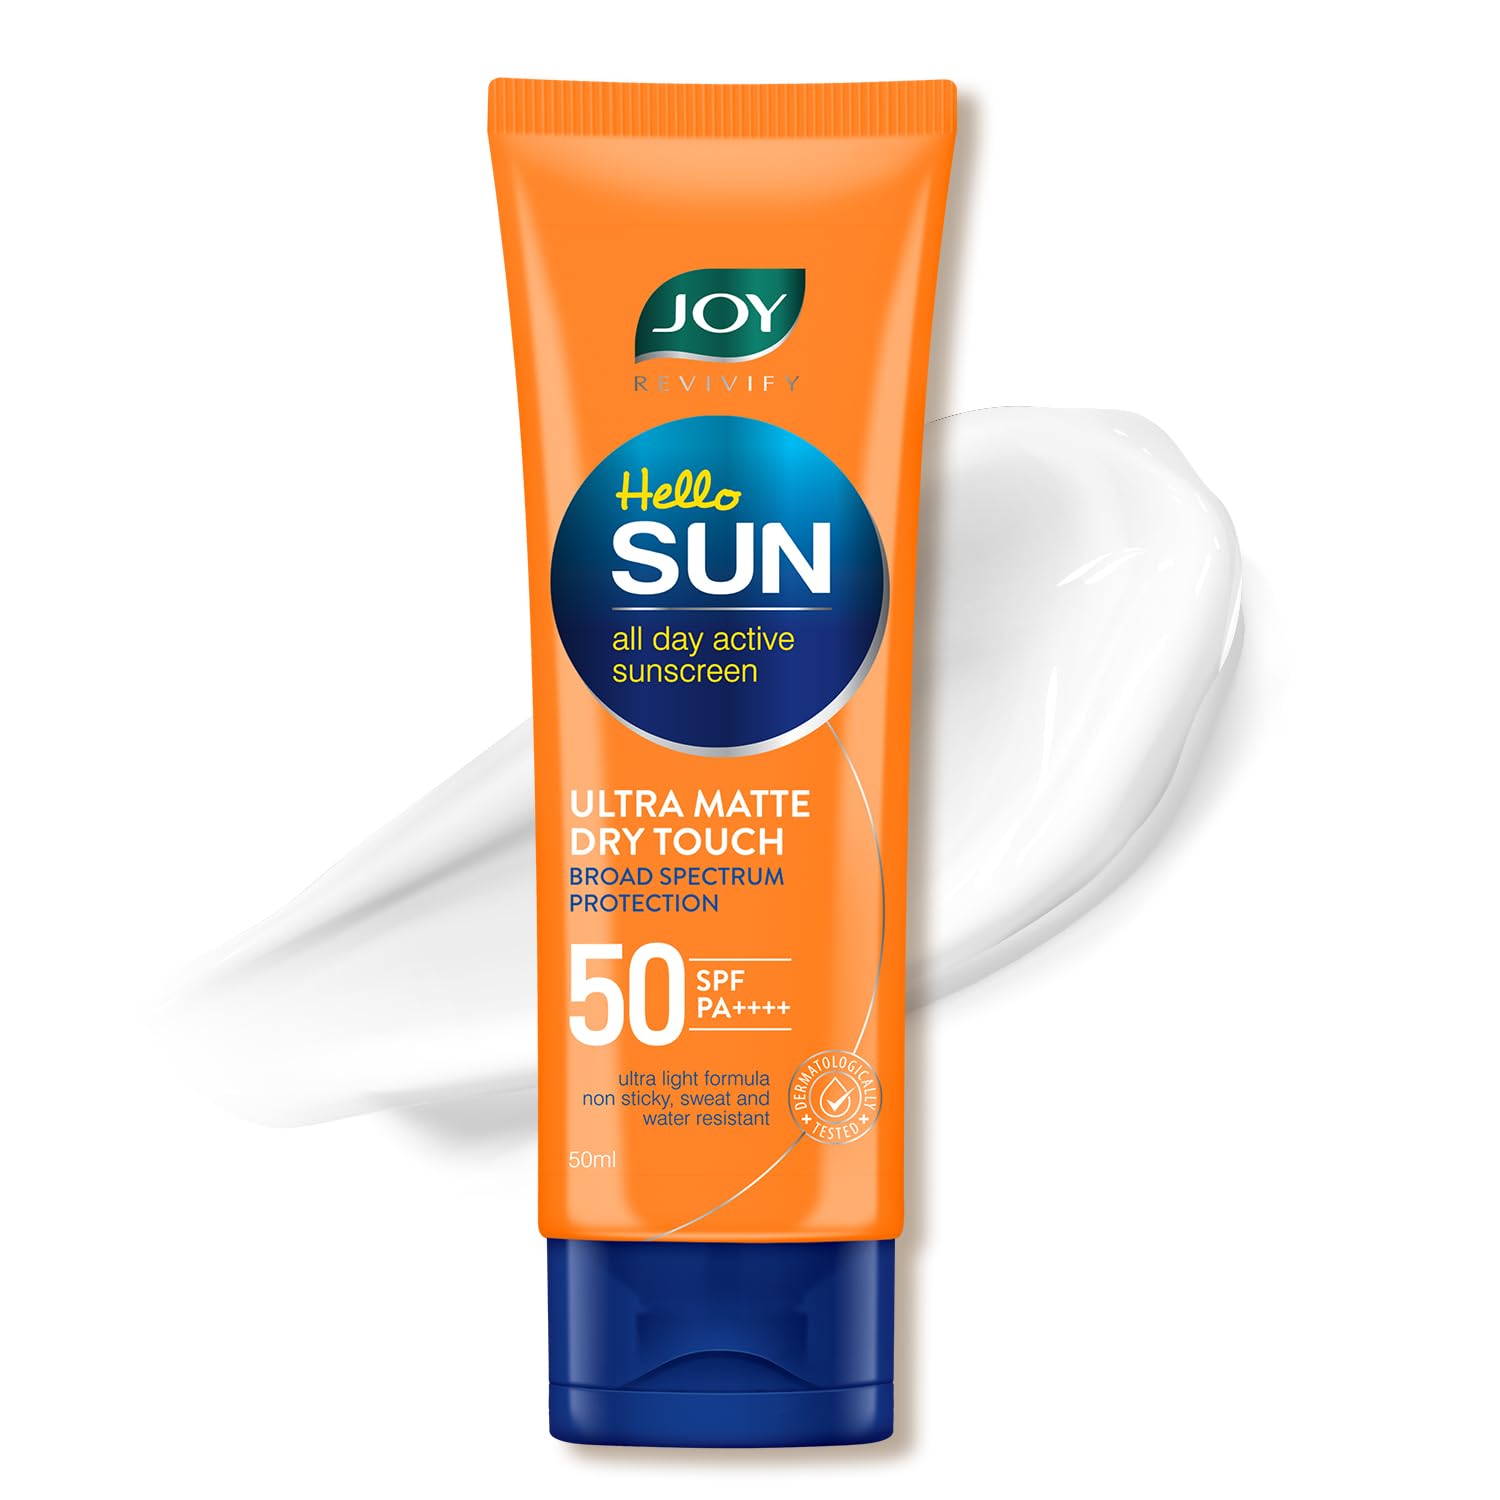 JOY
REVIVIFY
Hello
SUN
all day active
sunscreen
ULTRA MATTE
DRY TOUCH
BROAD SPECTRUM
PROTECTION
50 SPF
PA++++
ultra light formula
non sticky, sweat and
water resistant
DERMATOLOGICALLY
TESTED
50ml